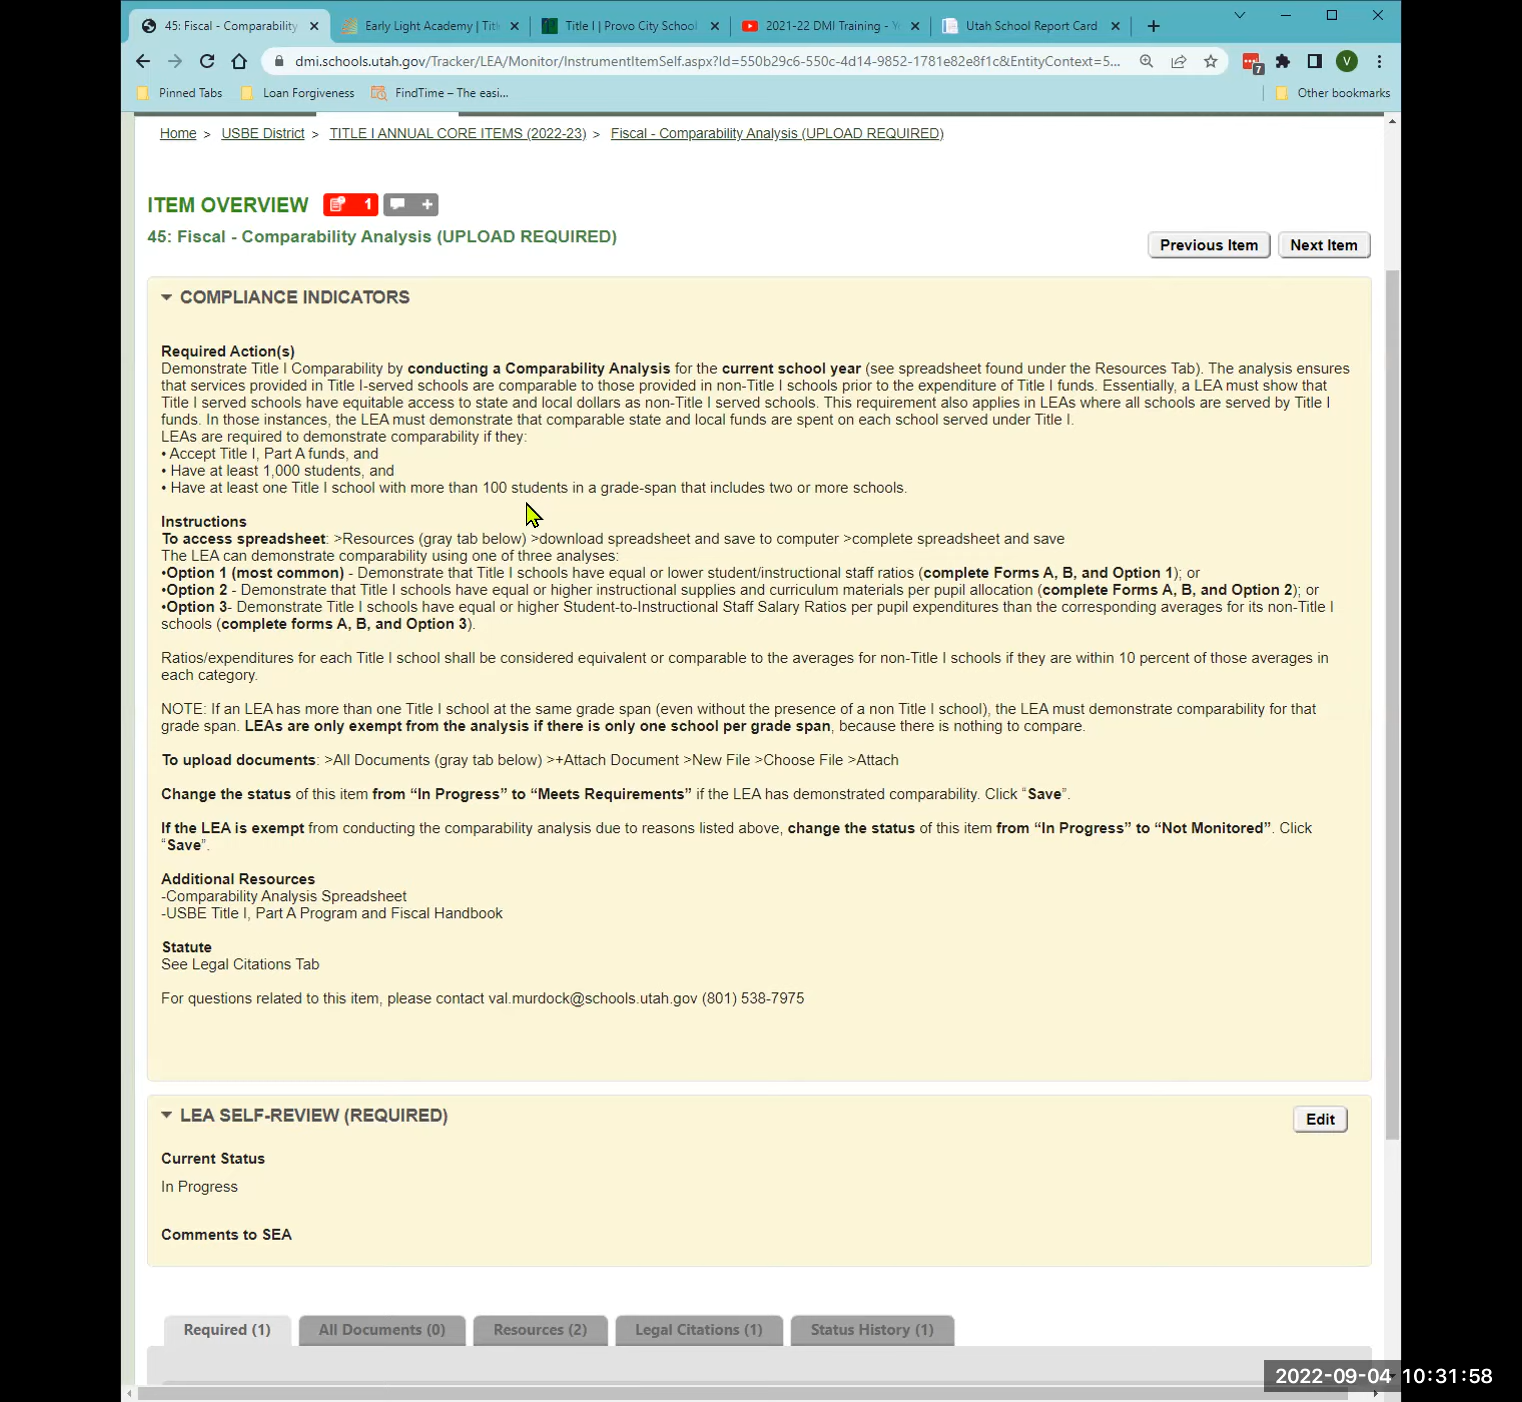 45: Fiscal - Comparability
Early Light Academy | Titl
Title I | Provo City School
2021-22 DMI Training - Y
Utah School Report Card
dmi.schools.utah.gov/Tracker/LEA/Monitor/InstrumentItemSelf.aspx?Id=550b29c6-550c-4d14-9852-1781e82e8f1c&EntityContext=5...
7
V
Pinned Tabs
Loan Forgiveness
FindTime – The easi...
Other bookmarks
Home > USBE District > TITLE I ANNUAL CORE ITEMS (2022-23) > Fiscal - Comparability Analysis (UPLOAD REQUIRED)
ITEM OVERVIEW 1 +
45: Fiscal - Comparability Analysis (UPLOAD REQUIRED)
Previous Item
Next Item
COMPLIANCE INDICATORS
Required Action(s)
Demonstrate Title I Comparability by conducting a Comparability Analysis for the current school year (see spreadsheet found under the Resources Tab). The analysis ensures
that services provided in Title I-served schools are comparable to those provided in non-Title I schools prior to the expenditure of Title I funds. Essentially, a LEA must show that
Title I served schools have equitable access to state and local dollars as non-Title I served schools. This requirement also applies in LEAs where all schools are served by Title I
funds. In those instances, the LEA must demonstrate that comparable state and local funds are spent on each school served under Title I.
LEAs are required to demonstrate comparability if they:
• Accept Title I, Part A funds, and
• Have at least 1,000 students, and
• Have at least one Title I school with more than 100 students in a grade-span that includes two or more schools.
Instructions
To access spreadsheet: >Resources (gray tab below) >download spreadsheet and save to computer >complete spreadsheet and save
The LEA can demonstrate comparability using one of three analyses:
•Option 1 (most common) - Demonstrate that Title I schools have equal or lower student/instructional staff ratios (complete Forms A, B, and Option 1); or
•Option 2 - Demonstrate that Title I schools have equal or higher instructional supplies and curriculum materials per pupil allocation (complete Forms A, B, and Option 2); or
•Option 3- Demonstrate Title I schools have equal or higher Student-to-Instructional Staff Salary Ratios per pupil expenditures than the corresponding averages for its non-Title I
schools (complete forms A, B, and Option 3).
Ratios/expenditures for each Title I school shall be considered equivalent or comparable to the averages for non-Title I schools if they are within 10 percent of those averages in
each category.
NOTE: If an LEA has more than one Title I school at the same grade span (even without the presence of a non Title I school), the LEA must demonstrate comparability for that
grade span. LEAs are only exempt from the analysis if there is only one school per grade span, because there is nothing to compare.
To upload documents: >All Documents (gray tab below) >+Attach Document >New File >Choose File >Attach
Change the status of this item from “In Progress” to “Meets Requirements” if the LEA has demonstrated comparability. Click “Save”.
If the LEA is exempt from conducting the comparability analysis due to reasons listed above, change the status of this item from “In Progress” to “Not Monitored”. Click
“Save”.
Additional Resources
-Comparability Analysis Spreadsheet
-USBE Title I, Part A Program and Fiscal Handbook
Statute
See Legal Citations Tab
For questions related to this item, please contact val.murdock@schools.utah.gov (801) 538-7975
LEA SELF-REVIEW (REQUIRED)
Edit
Current Status
In Progress
Comments to SEA
Required (1)
All Documents (0)
Resources (2)
Legal Citations (1)
Status History (1)
2022-09-04 10:31:58